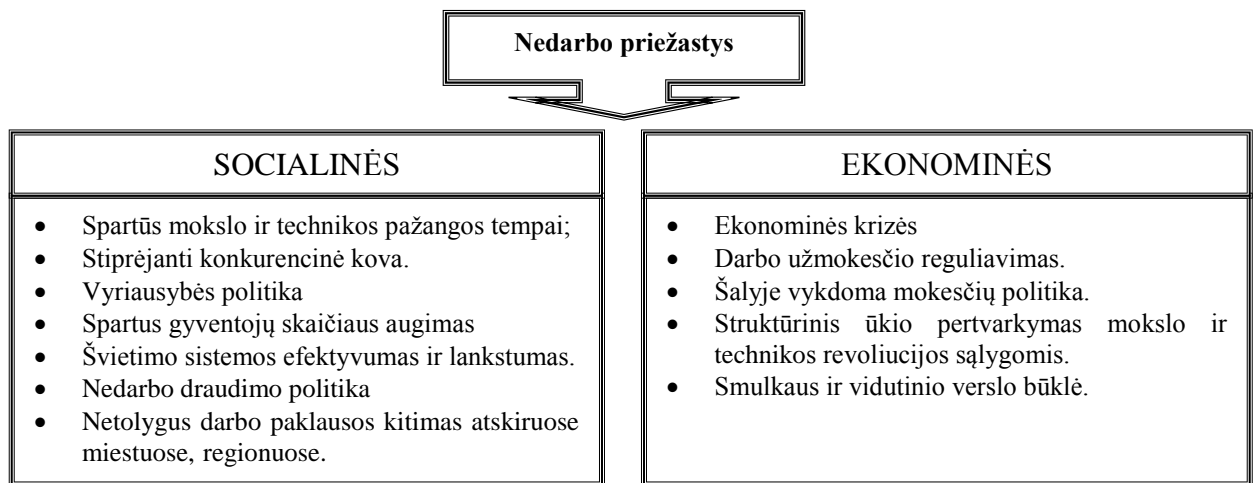 Nedarbo priežastys
SOCIALINĖS
• Spartūs mokslo ir technikos pažangos tempai;
• Stiprėjanti konkurencinė kova.
• Vyriausybės politika
• Spartus gyventojų skaičiaus augimas
• Švietimo sistemos efektyvumas ir lankstumas.
• Nedarbo draudimo politika
• Netolygus darbo paklausos kitimas atskiruose
miestuose, regionuose.
EKONOMINĖS
• Ekonominės krizės
• Darbo užmokesčio reguliavimas.
• Šalyje vykdoma mokesčių politika.
• Struktūrinis ūkio pertvarkymas mokslo ir
technikos revoliucijos sąlygomis.
• Smulkaus ir vidutinio verslo būklė.